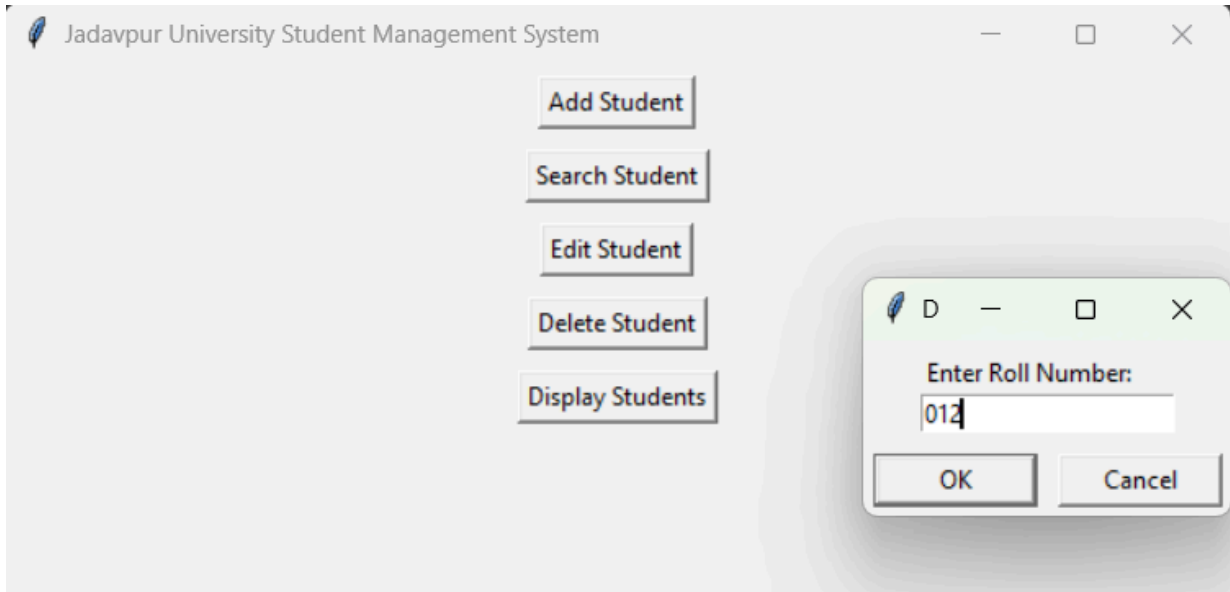 Jadavpur University Student Management System
Add Student
Search Student
Edit Student
Delete Student
Display Students
D
Enter Roll Number:
012
OK Cancel